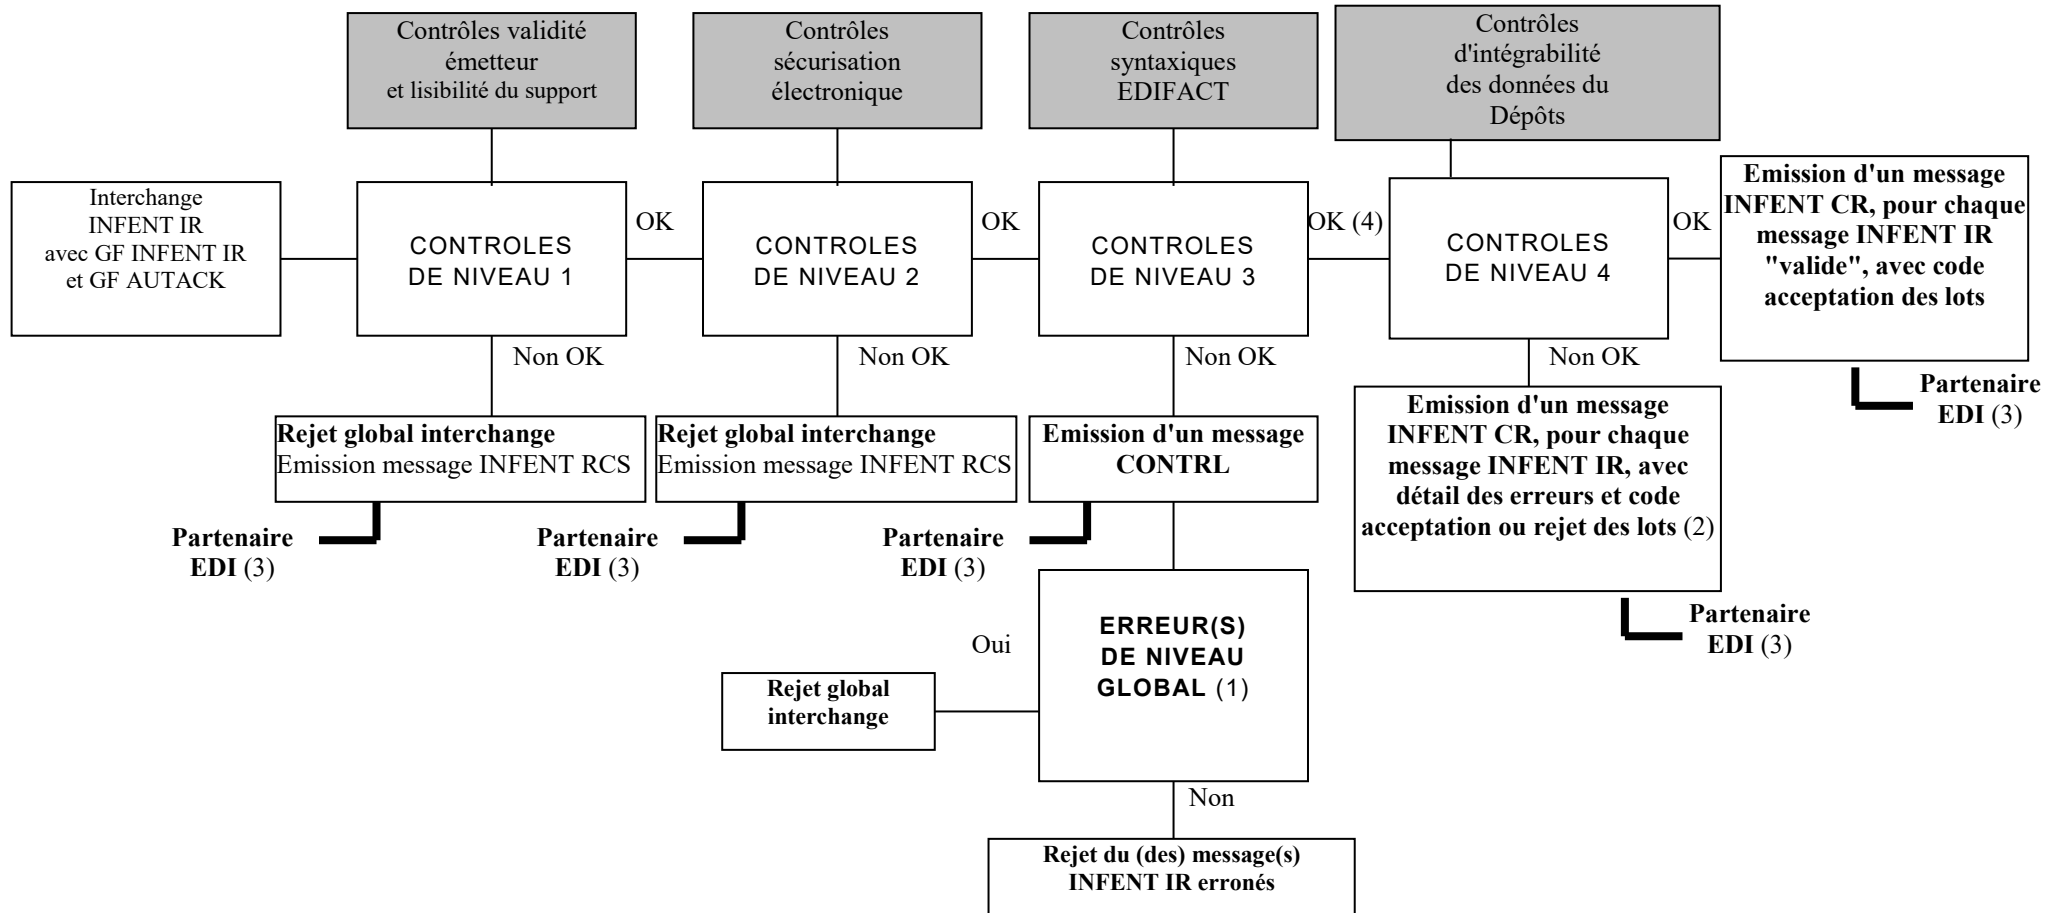 Contrôles validité
émetteur
et lisibilité du support
Contrôles
sécurisation
électronique
Contrôles
syntaxiques
EDIFACT
Contrôles
d'intégrabilité
des données du
Dépôts
Interchange
INFENT IR
avec GF INFENT IR
et GF AUTACK
CONTROLES
DE NIVEAU 1
OK
CONTROLES
DE NIVEAU 2
OK
CONTROLES
DE NIVEAU 3
OK (4)
CONTROLES
DE NIVEAU 4
OK
Emission d'un message
INFENT CR, pour chaque
message INFENT IR
"valide", avec code
acceptation des lots
Partenaire
EDI (3)
Non OK
Non OK
Non OK
Non OK
Rejet global interchange
Emission message INFENT RCS
Partenaire
EDI (3)
Rejet global interchange
Emission message INFENT RCS
Partenaire
EDI (3)
Emission d'un message
CONTRL
Partenaire
EDI (3)
Emission d'un message
INFENT CR, pour chaque
message INFENT IR, avec
détail des erreurs et code
acceptation ou rejet des lots (2)
Partenaire
EDI (3)
ERREUR(S)
DE NIVEAU
GLOBAL (1)
Oui
Rejet global
interchange
Non
Rejet du (des) message(s)
INFENT IR erronés